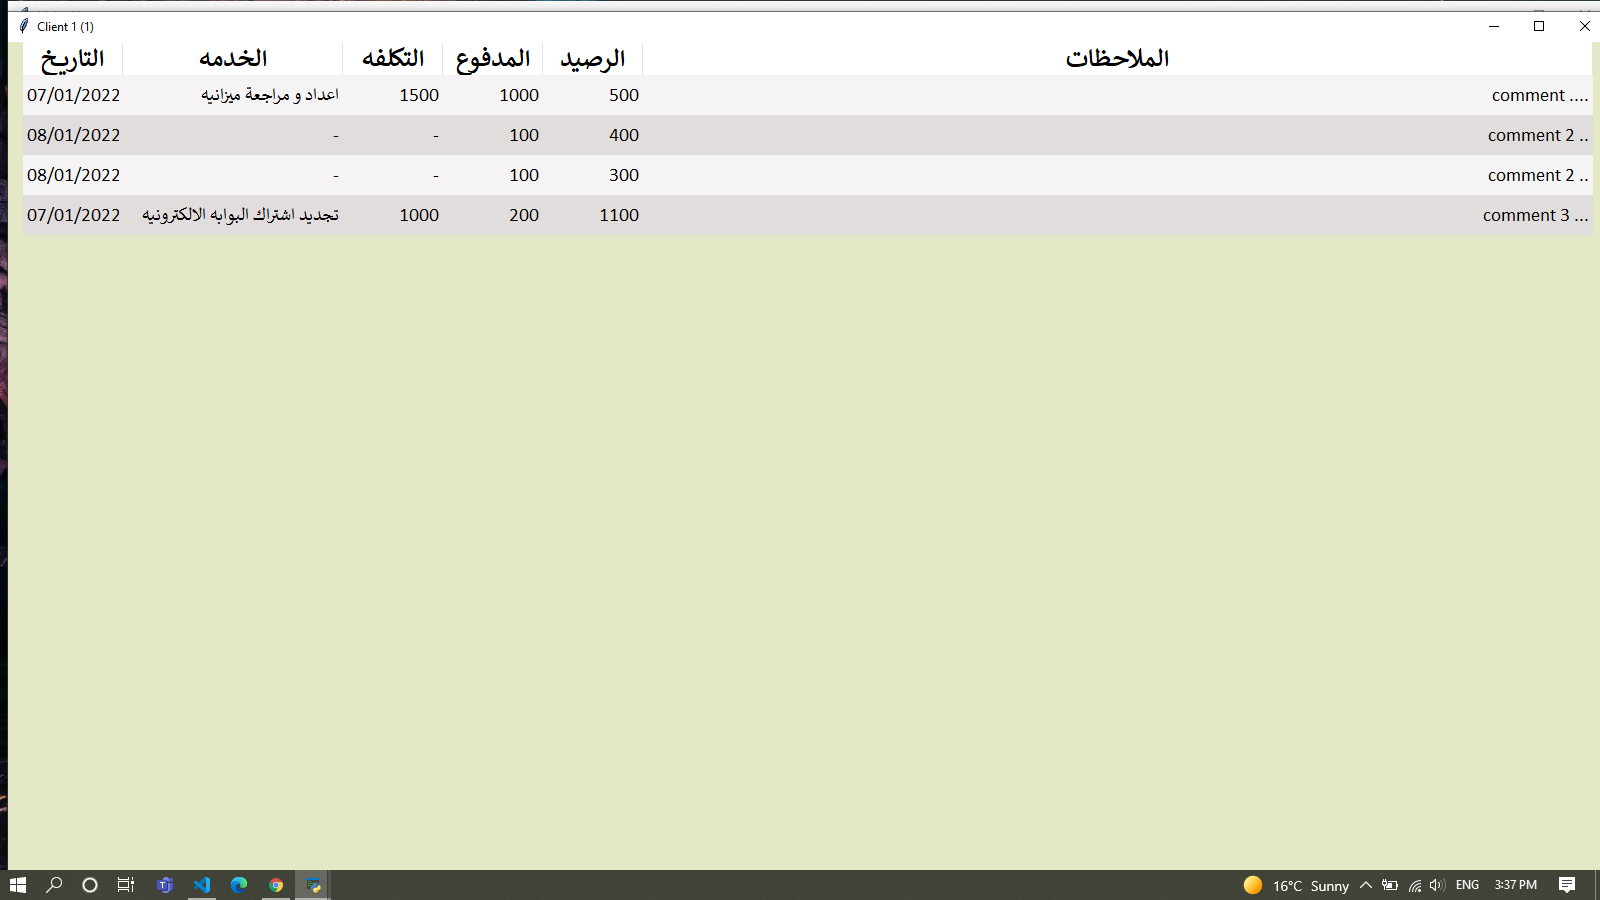 Client 1 (1)
التاريخ الخدمه التكلفه المدفوع الرصيد الملاحظات
07/01/2022 اعداد و مراجعة ميزانيه 1500 1000 500 comment ....
08/01/2022 - - 100 400 comment 2 ..
08/01/2022 - - 100 300 comment 2 ..
07/01/2022 تجديد اشتراك البوابه الالكترونيه 1000 200 1100 comment 3 ...
16°C Sunny ENG 3:37 PM